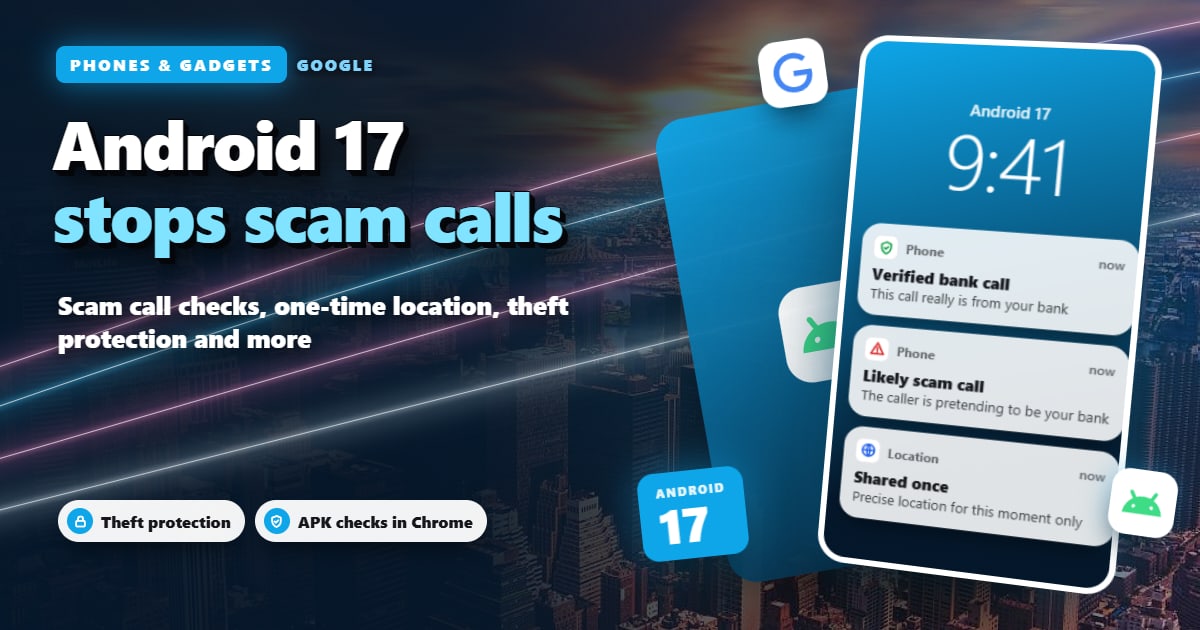 PHONES & GADGETS GOOGLE
Android 17
stops scam calls
Scam call checks, one-time location, theft
protection and more
Theft protection
APK checks in Chrome
G
ANDROID
17
Android 17
9:41
Phone
now
Verified bank call
This call really is from your bank
Phone
now
Likely scam call
The caller is pretending to be your bank
Location
now
Shared once
Precise location for this moment only